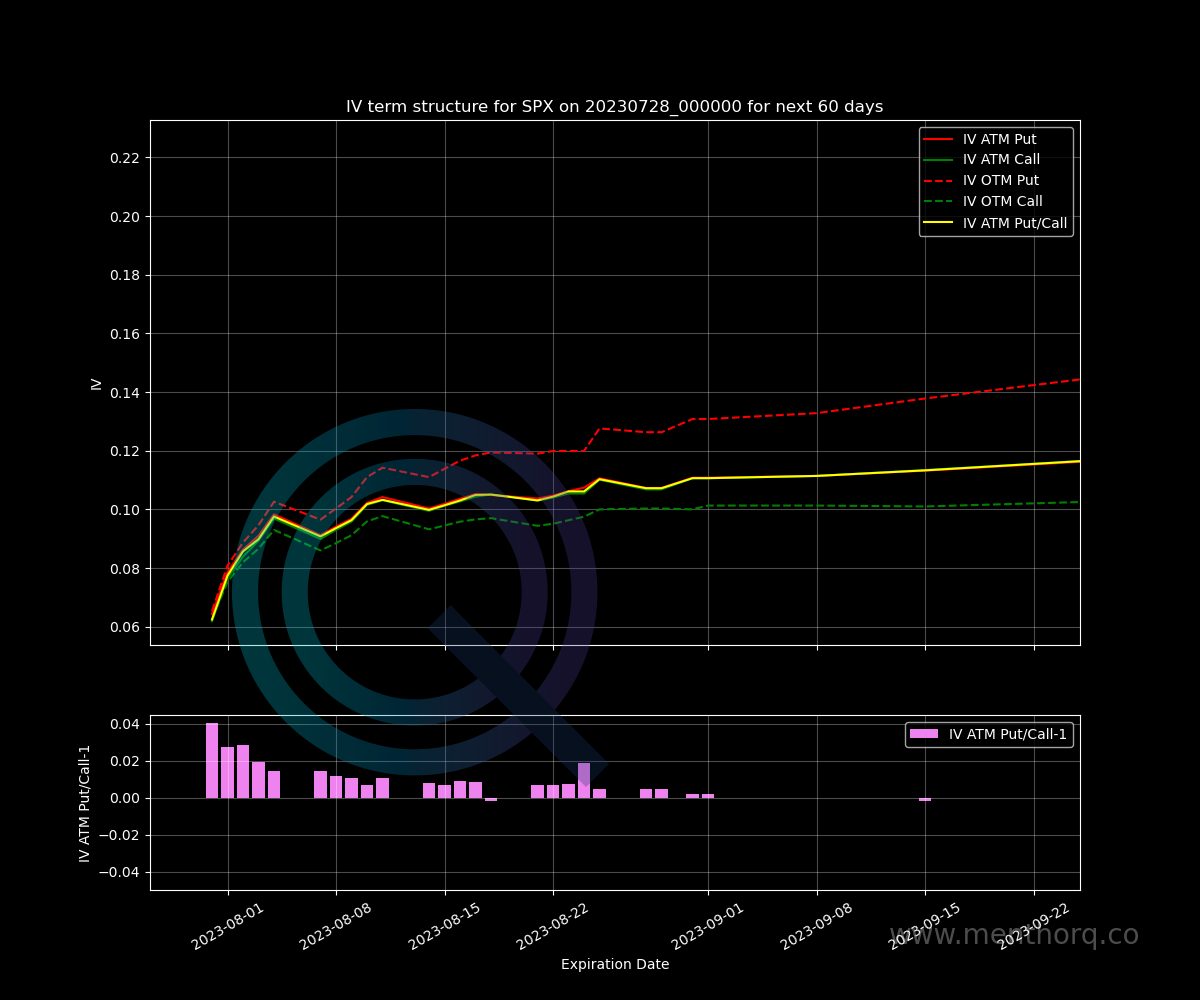 IV term structure for SPX on 20230728_000000 for next 60 days
IV ATM Put
IV ATM Call
IV OTM Put
IV OTM Call
IV ATM Put/Call
IV
0.22
0.20
0.18
0.16
0.14
0.12
0.10
0.08
0.06
IV ATM Put/Call-1
IV ATM Put/Call-1
0.04
0.02
0.00
−0.02
−0.04
2023-08-01
2023-08-08
2023-08-15
2023-08-22
2023-09-01
2023-09-08
2023-09-15
2023-09-22
www.menthorq.co
Expiration Date